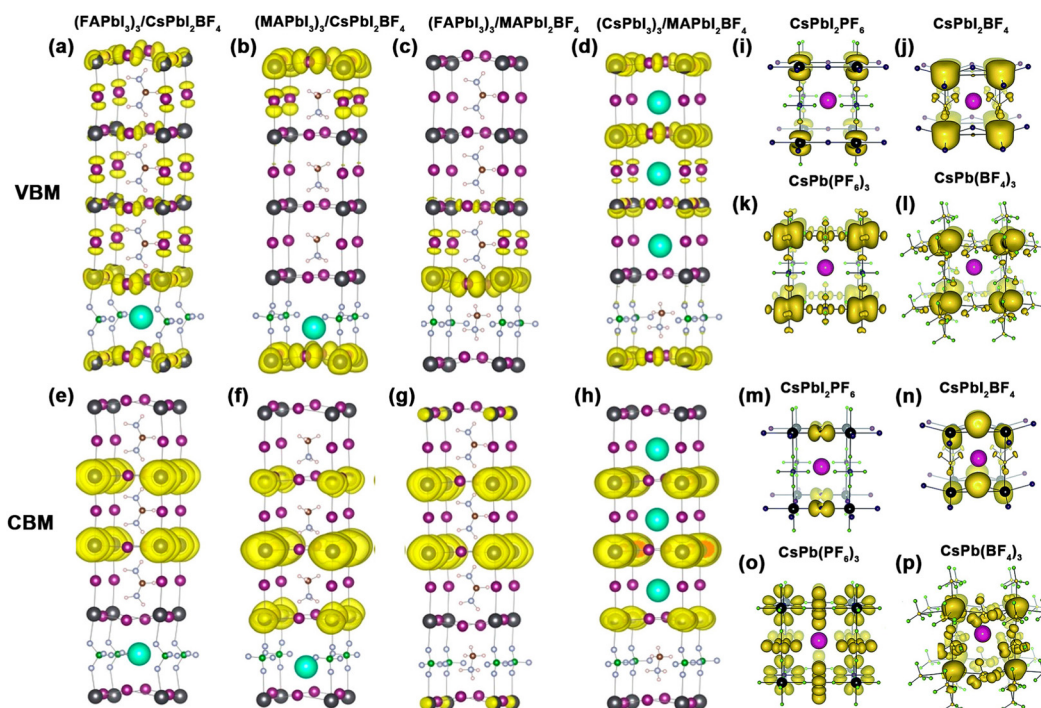 (FAPbI₃)₃/CsPbI₂BF₄ (MAPbI₃)₃/CsPbI₂BF₄ (FAPbI₃)₃/MAPbI₂BF₄ (CsPbI₃)₃/MAPbI₂BF₄ CsPbI₂PF₆ CsPbI₂BF₄
(a) (b) (c) (d) (i) (j)
VBM
CsPb(PF₆)₃ CsPb(BF₄)₃
(k) (l)
(e) (f) (g) (h) (m) CsPbI₂PF₆ (n) CsPbI₂BF₄
CBM
CsPb(PF₆)₃ CsPb(BF₄)₃
(o) (p)